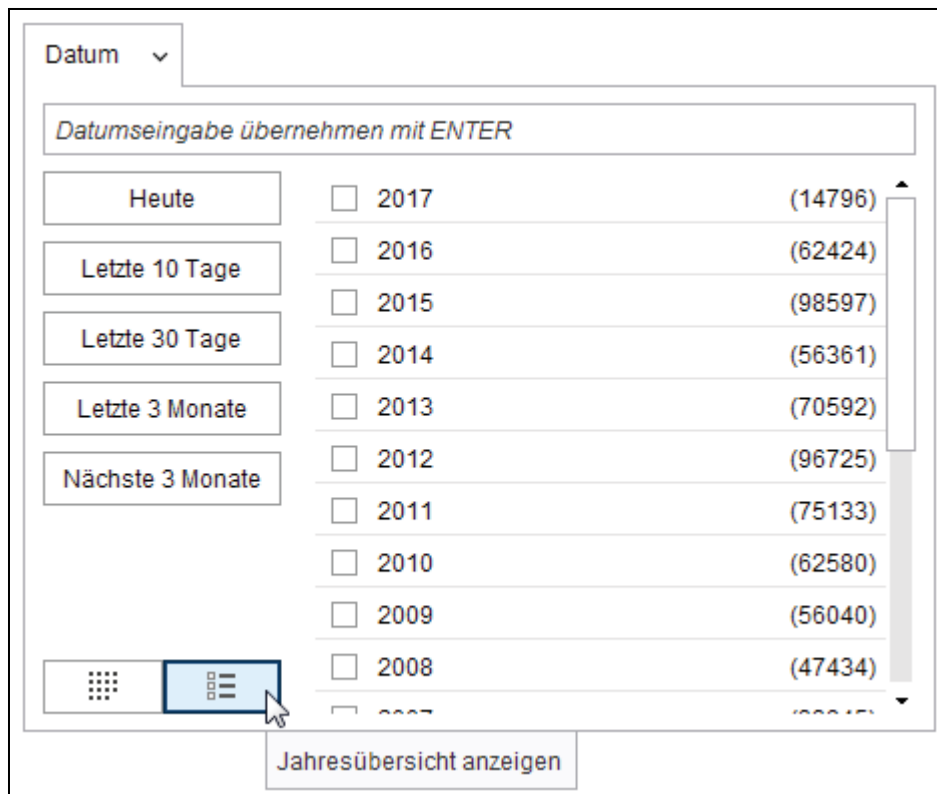 Datum
Datumseingabe übernehmen mit ENTER
Heute
Letzte 10 Tage
Letzte 30 Tage
Letzte 3 Monate
Nächste 3 Monate
2017 (14796)
2016 (62424)
2015 (98597)
2014 (56361)
2013 (70592)
2012 (96725)
2011 (75133)
2010 (62580)
2009 (56040)
2008 (47434)
Jahresübersicht anzeigen